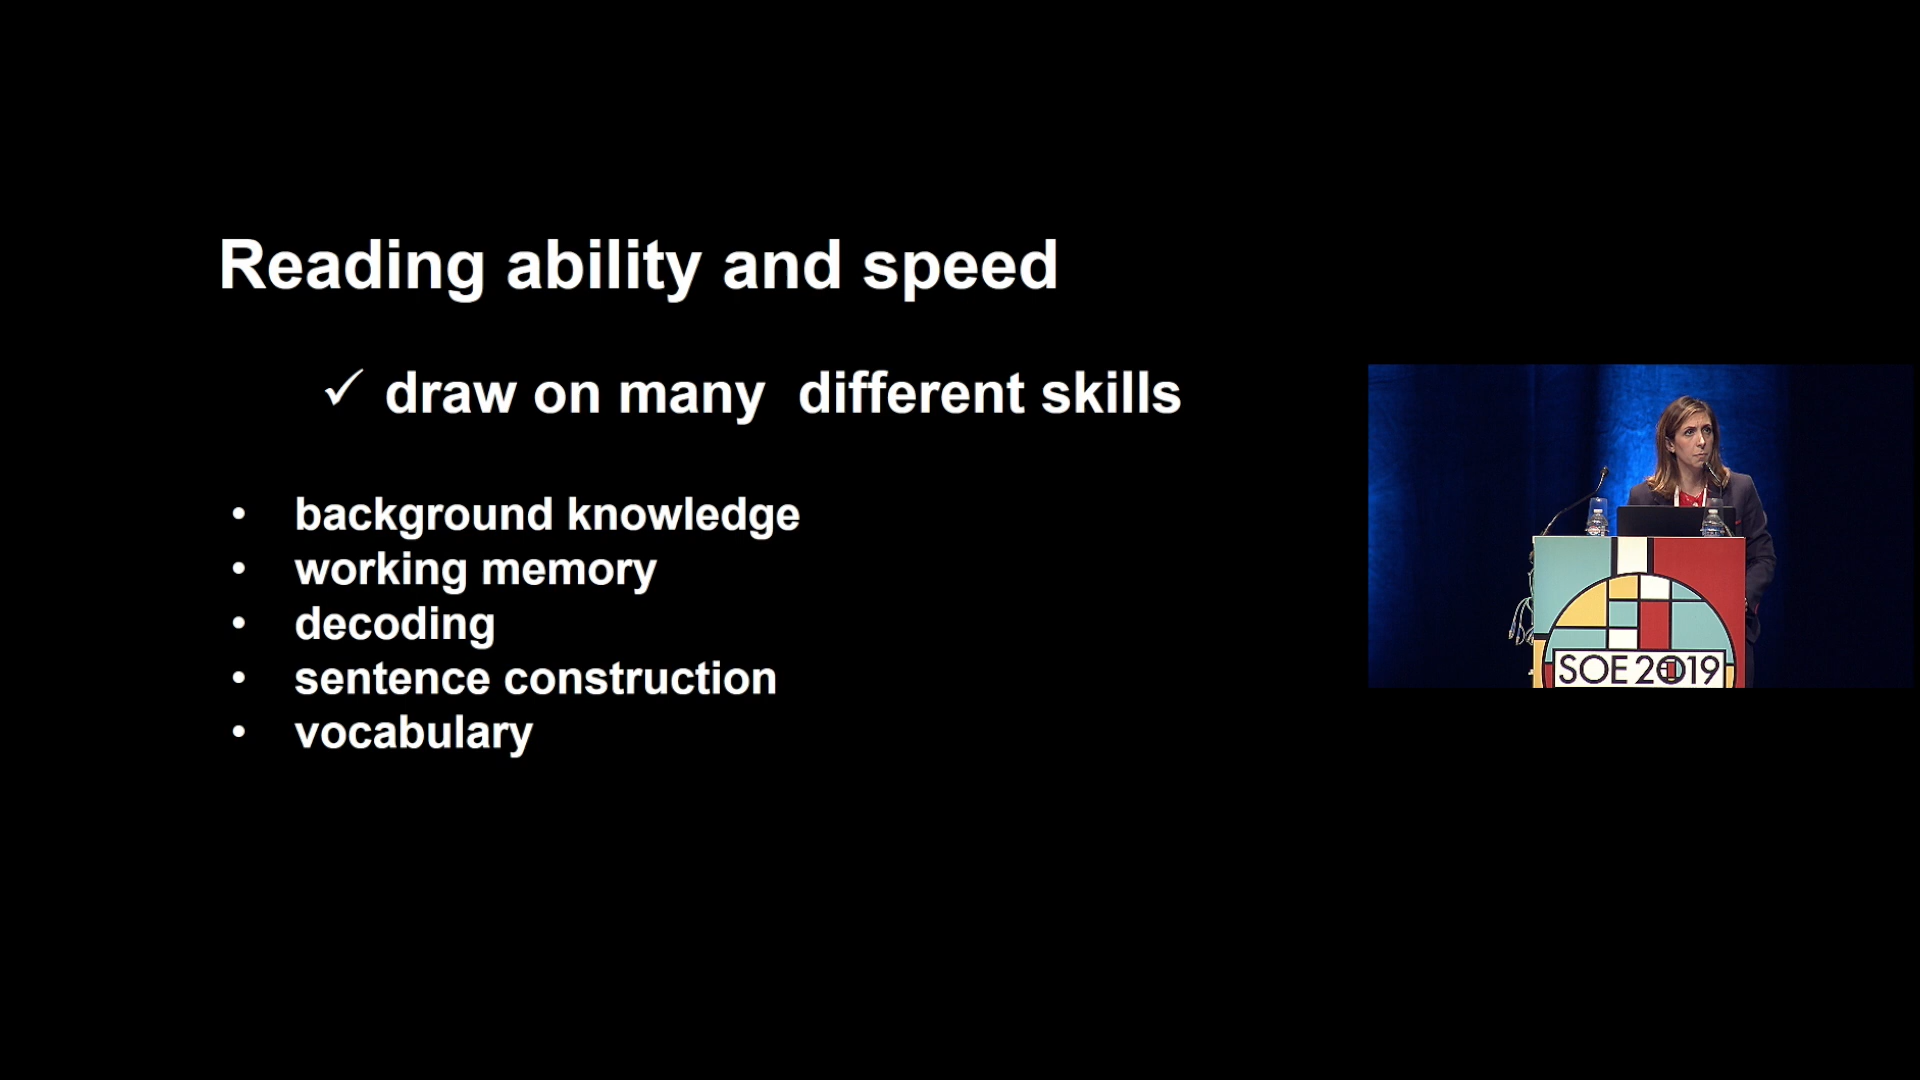 Reading ability and speed
✓ draw on many  different skills
• background knowledge
• working memory
• decoding
• sentence construction
• vocabulary
SOE 2019